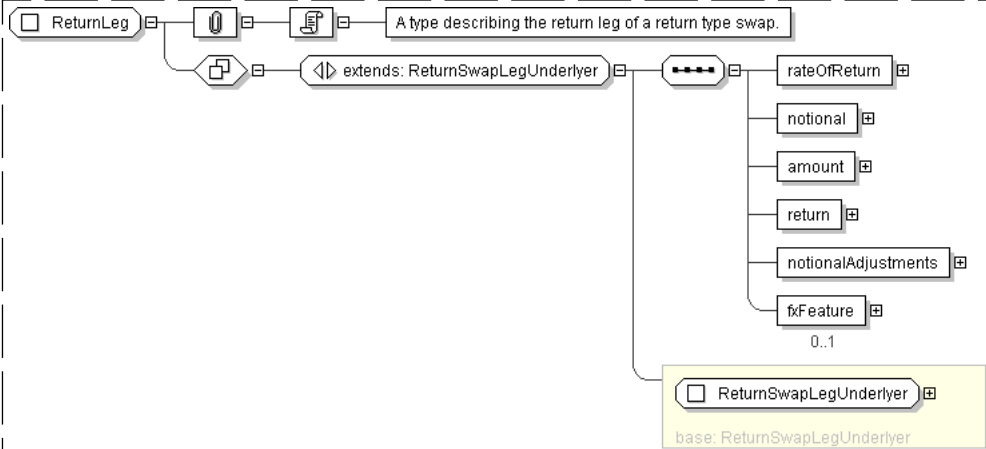 ReturnLeg
A type describing the return leg of a return type swap.
extends: ReturnSwapLegUnderlyer
rateOfReturn
notional
amount
return
notionalAdjustments
fxFeature
0..1
ReturnSwapLegUnderlyer
base: ReturnSwapLegUnderlyer